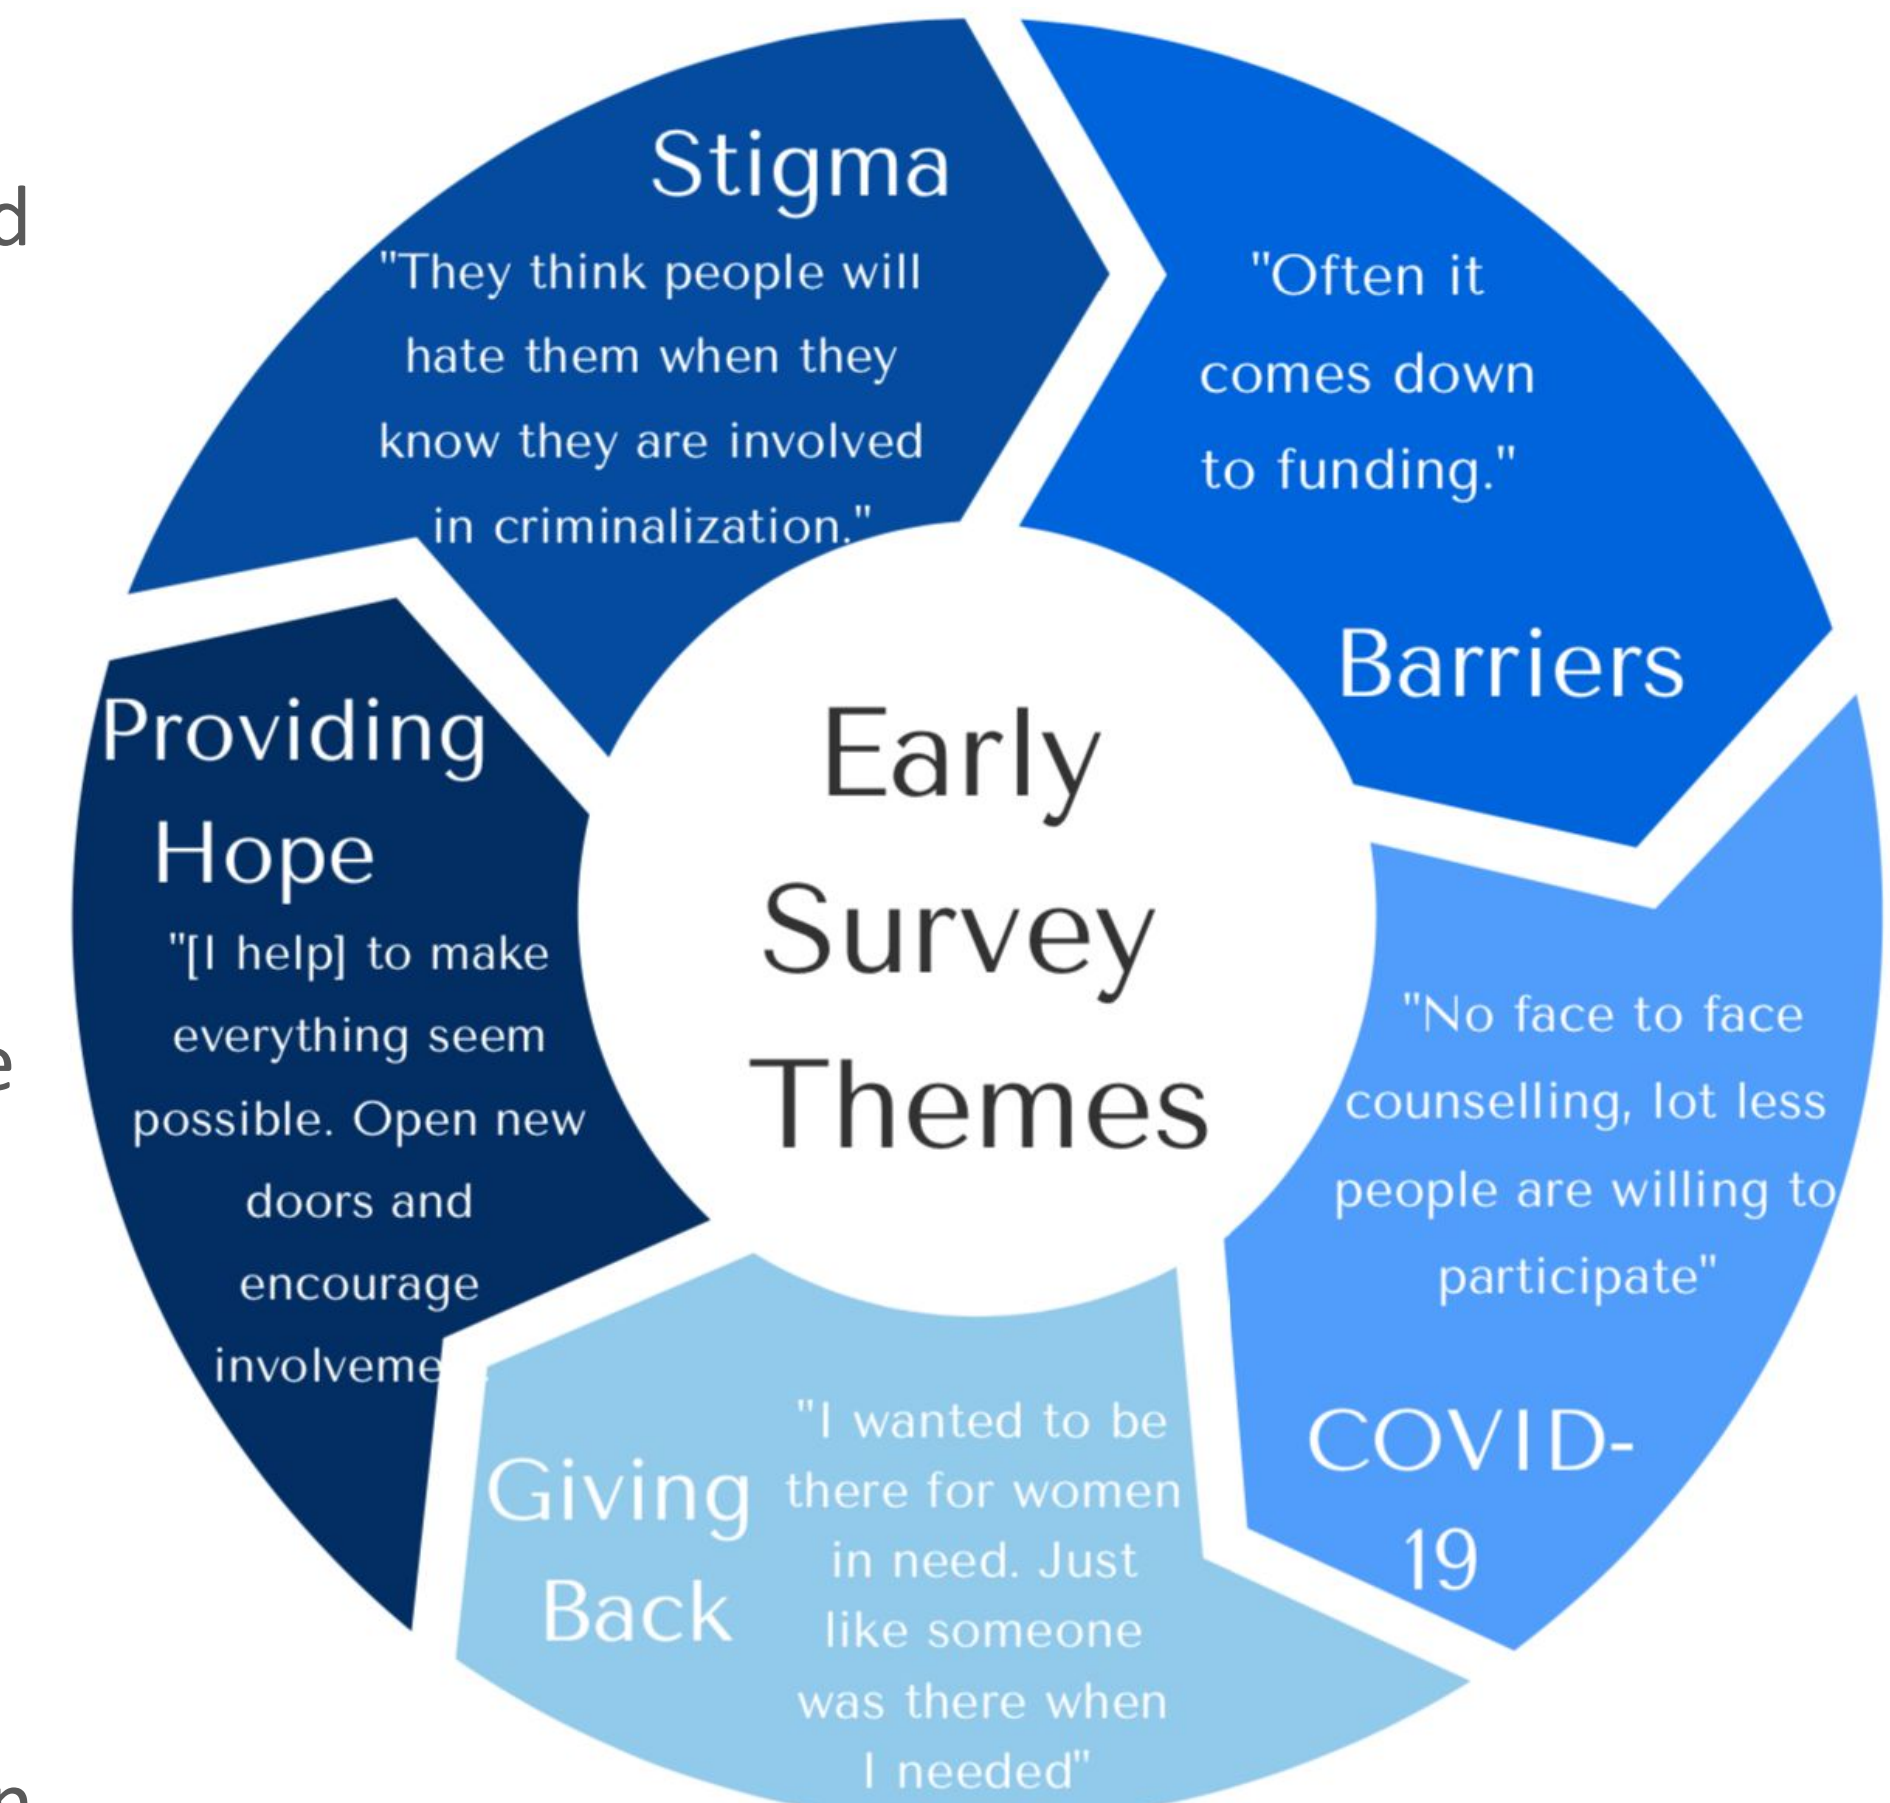 d
e
n
Stigma
"They think people will
hate them when they
know they are involved
in criminalization."
"Often it
comes down
to funding."
Barriers
"No face to face
counselling, lot less
people are willing to
participate"
COVID-
19
"I wanted to be
there for women
in need. Just
like someone
was there when
I needed"
Giving
Back
Providing
Hope
"[I help] to make
everything seem
possible. Open new
doors and
encourage
involveme
Early
Survey
Themes